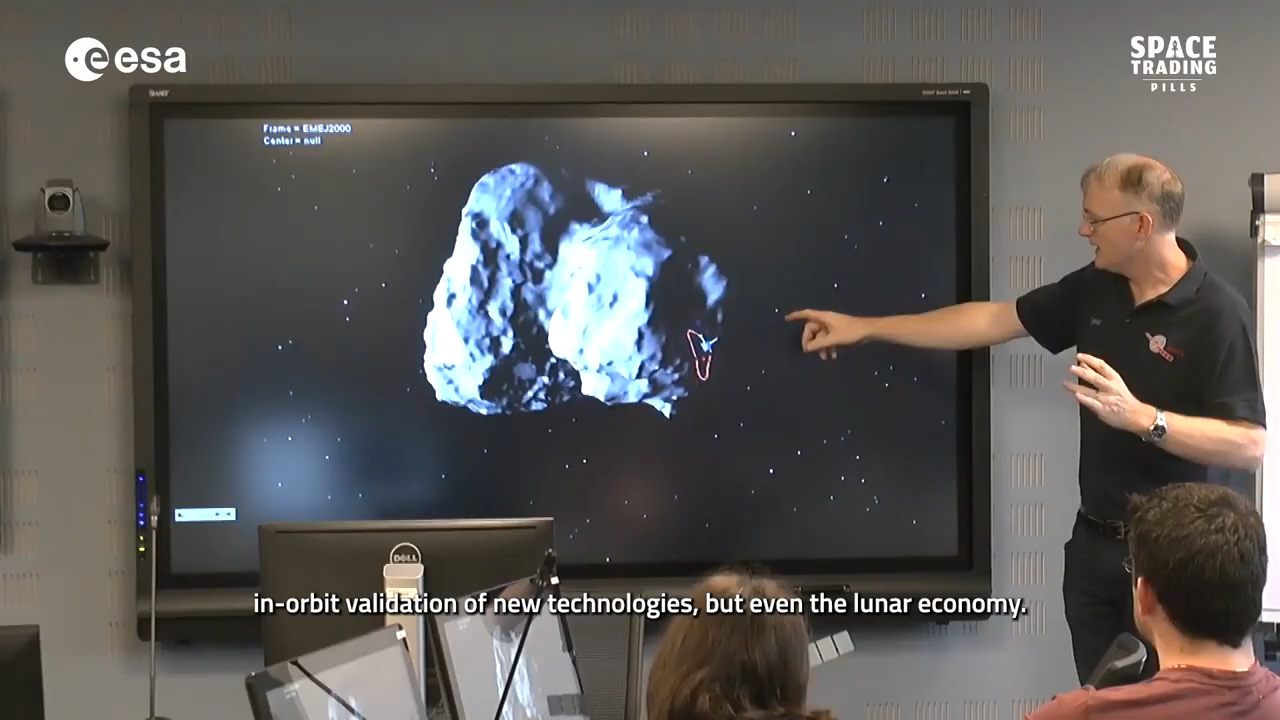 esa
SPACE
TRADING
PILLS
Frame = EMEJ2000
Center = null
DELL
in-orbit validation of new technologies, but even the lunar economy.